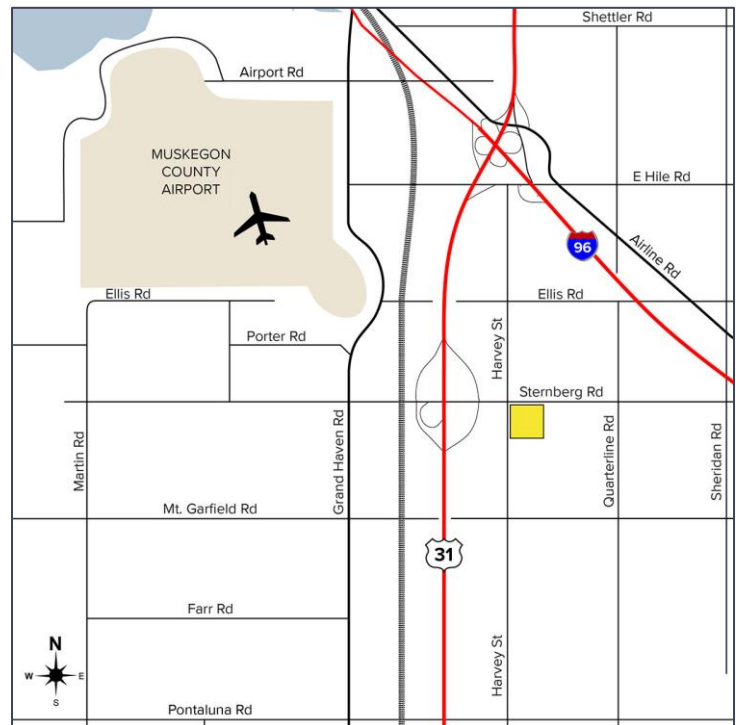 Shettler Rd
Airport Rd
MUSKEGON
COUNTY
AIRPORT
E Hile Rd
96
Airline Rd
Ellis Rd
Ellis Rd
Porter Rd
Harvey St
Sternberg Rd
Martin Rd
Grand Haven Rd
Quarterline Rd
Sheridan Rd
Mt. Garfield Rd
31
Farr Rd
N
W
E
S
Harvey St
Pontaluna Rd